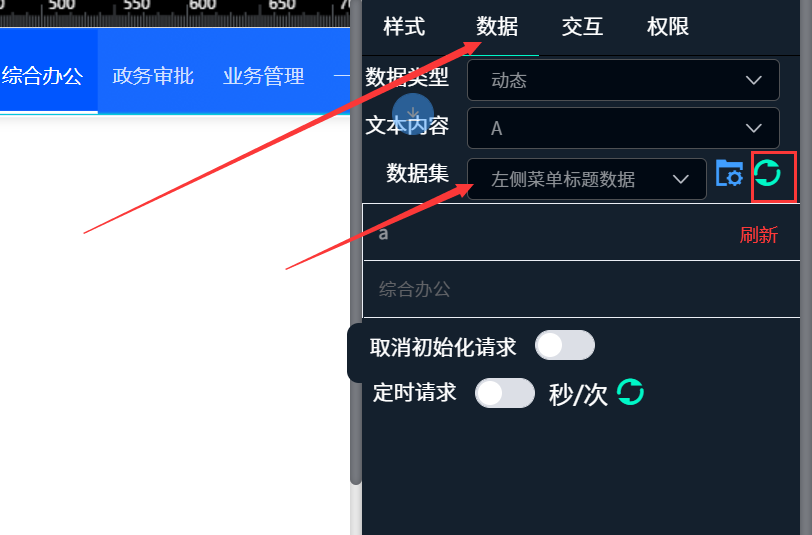 500 550 600 650
样式 数据 交互 权限
综合办公 政务审批 业务管理
数据类型 动态
文本内容 A
数据集 左侧菜单标题数据
a 刷新
综合办公
取消初始化请求
定时请求 秒/次